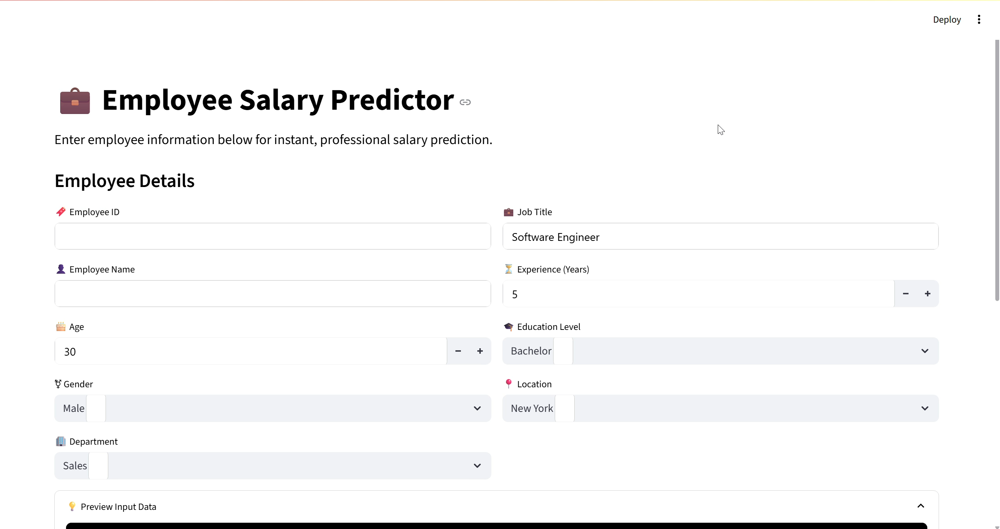 Deploy
Employee Salary Predictor
Enter employee information below for instant, professional salary prediction.
Employee Details
Employee ID
Job Title
Software Engineer
Employee Name
Experience (Years)
5
Age
30
Education Level
Bachelor
Gender
Male
Location
New York
Department
Sales
Preview Input Data